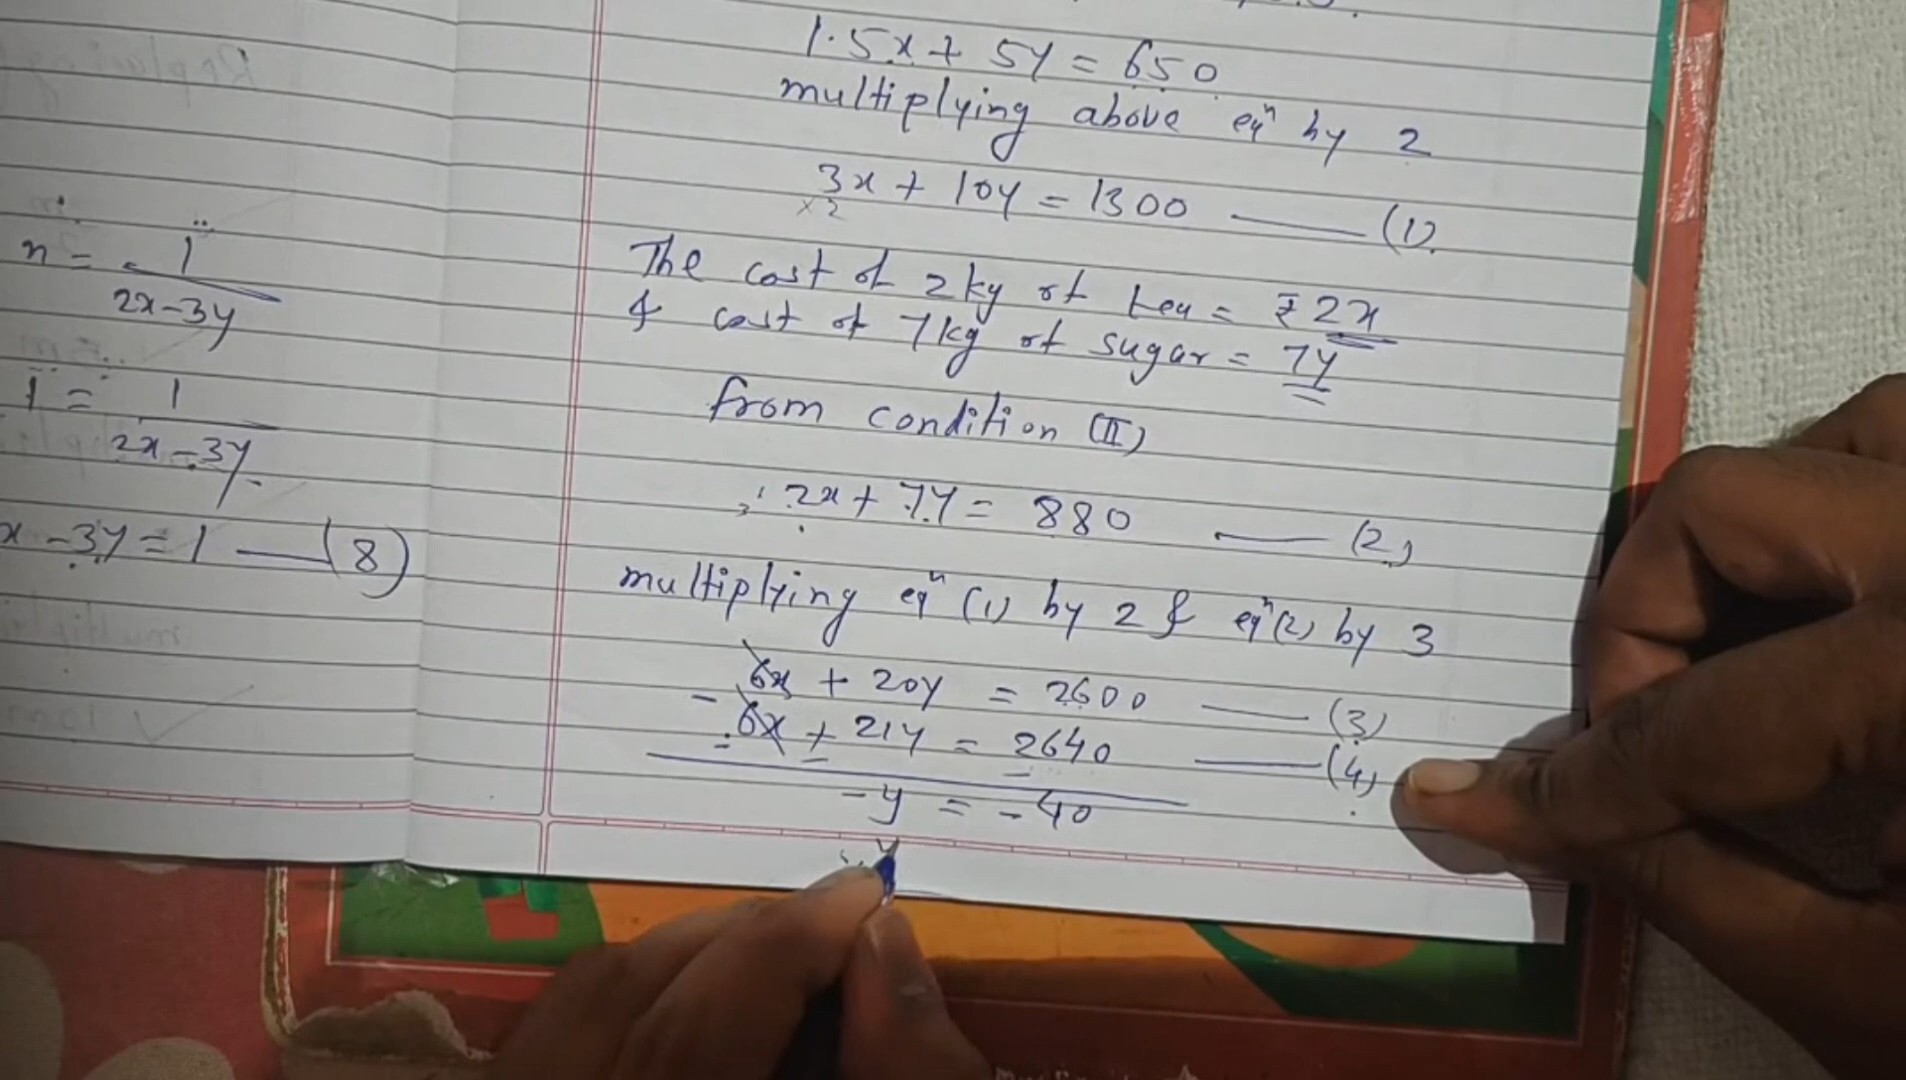 n = 1
2x-3y
1 = 1
2x-3y
x -3y = 1 —(8)
1.5x + 5y = 650
multiplying above eqⁿ by 2
3x + 10y = 1300 — (1)
×2
The cost of 2kg of tea = ₹2x
& cost of 7kg of sugar = 7y
from condition (II)
2x + 7y = 880 — (2)
multiplying eqⁿ (1) by 2 & eqⁿ(2) by 3
6x + 20y = 2600 — (3)
- 6x + 21y = 2640 — (4)
- - -
-y = -40